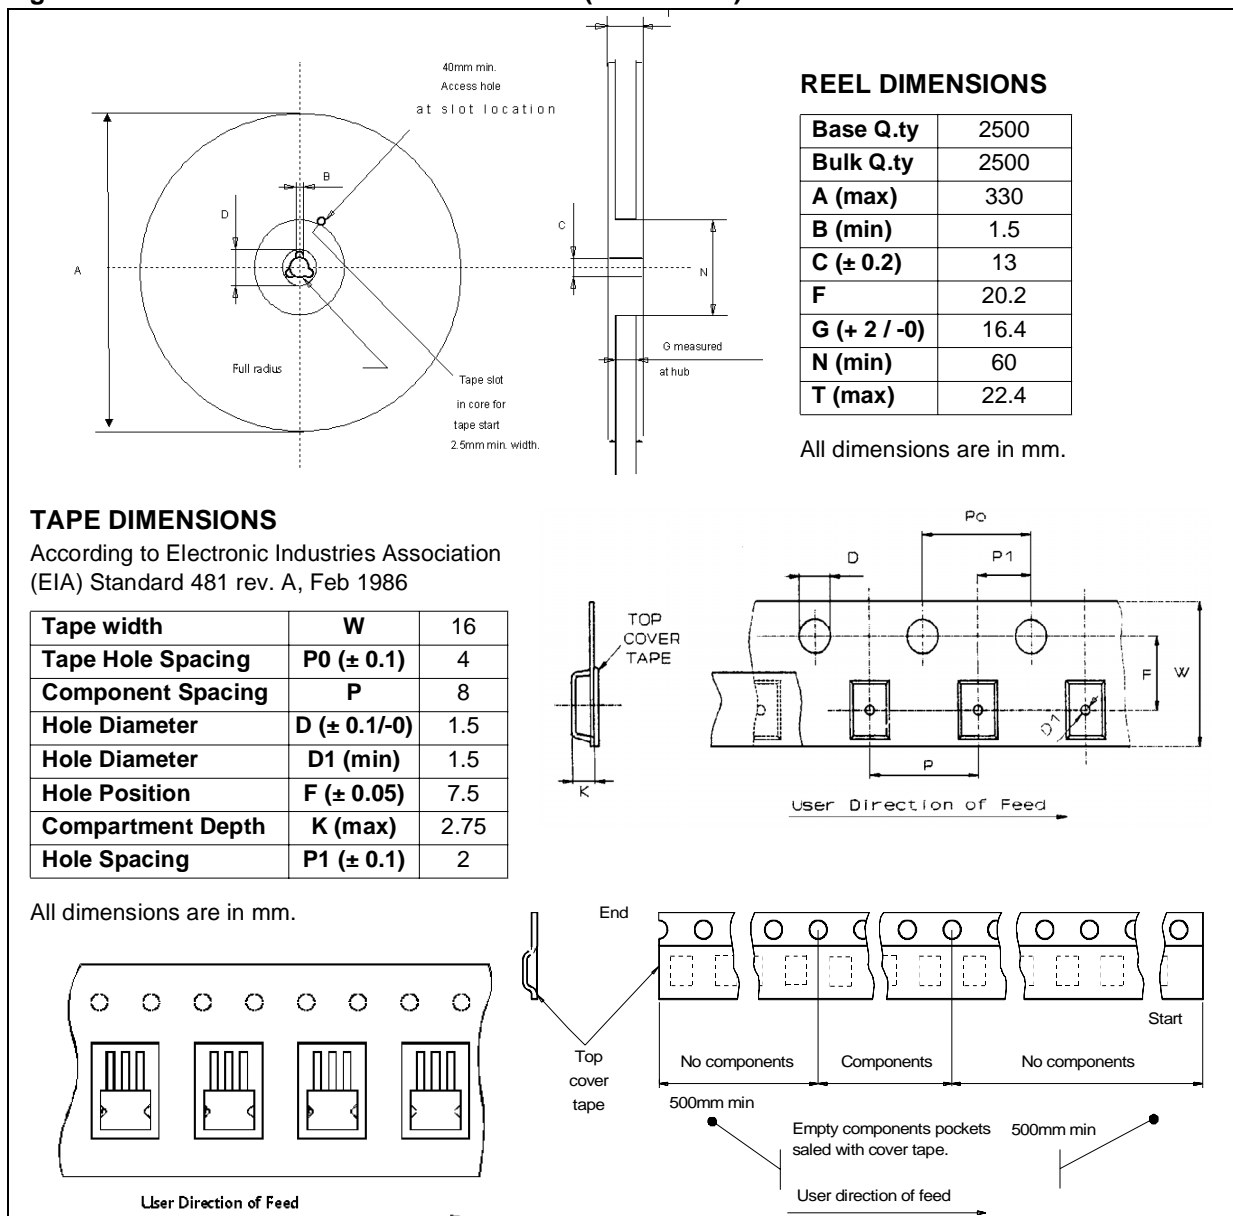 40mm min.
Access hole
at slot location
B
D
A
C
N
Full radius
Tape slot
in core for
tape start
2.5mm min. width.
G measured
at hub
REEL DIMENSIONS
Base Q.ty 2500
Bulk Q.ty 2500
A (max) 330
B (min) 1.5
C (± 0.2) 13
F 20.2
G (+ 2 / -0) 16.4
N (min) 60
T (max) 22.4
All dimensions are in mm.
TAPE DIMENSIONS
According to Electronic Industries Association
(EIA) Standard 481 rev. A, Feb 1986
Tape width W 16
Tape Hole Spacing P0 (± 0.1) 4
Component Spacing P 8
Hole Diameter D (± 0.1/-0) 1.5
Hole Diameter D1 (min) 1.5
Hole Position F (± 0.05) 7.5
Compartment Depth K (max) 2.75
Hole Spacing P1 (± 0.1) 2
All dimensions are in mm.
Po
D
P1
TOP
COVER
TAPE
F
W
D1
P
K
User Direction of Feed
End
Start
Top
cover
tape
No components Components No components
500mm min
Empty components pockets
saled with cover tape.
500mm min
User direction of feed
User Direction of Feed